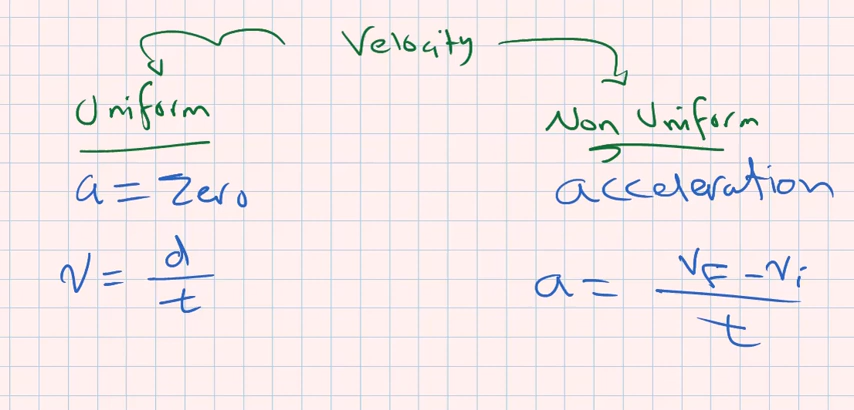 Velocity
Uniform
Non Uniform
a = Zero
acceleration
V = d/t
a = (VF - Vi)/t